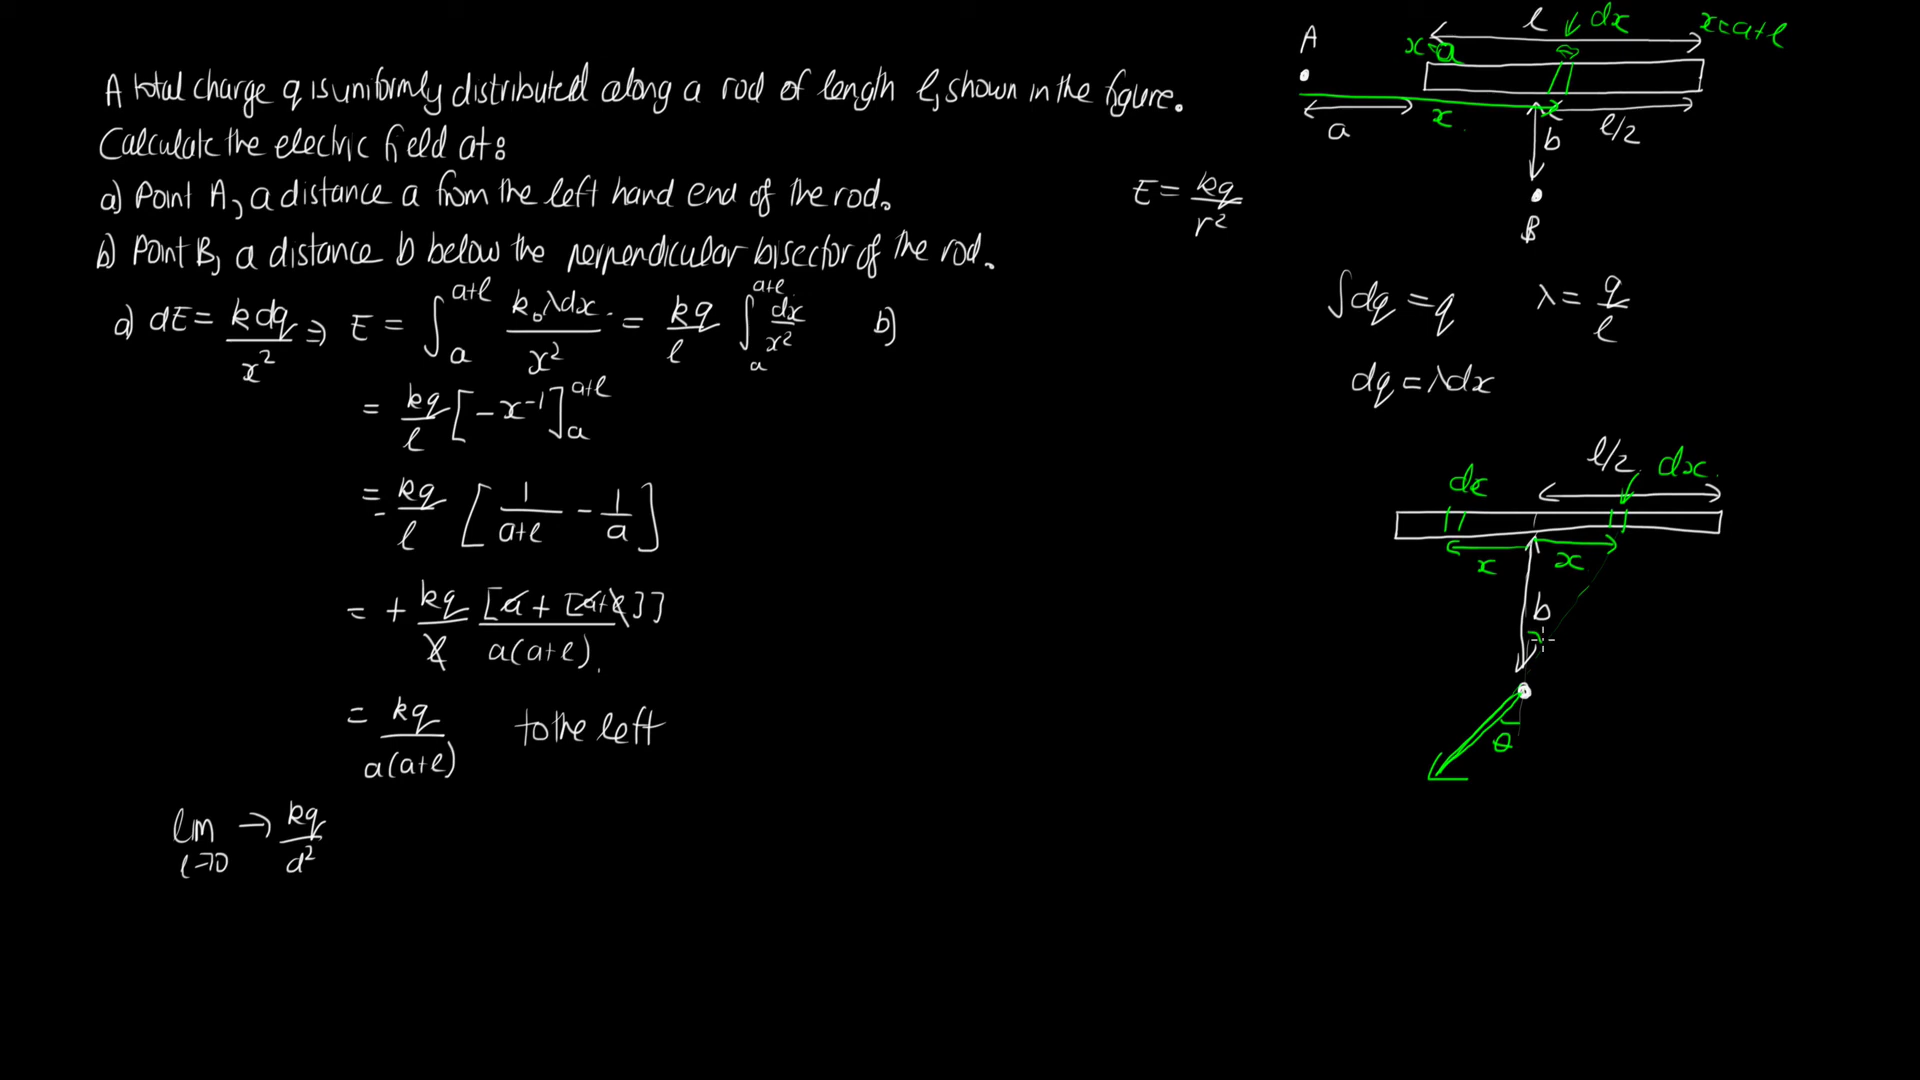 A total charge q is uniformly distributed along a rod of length ℓ, shown in the figure.
Calculate the electric field at:
a) Point A, a distance a from the left hand end of the rod.
b) Point B, a distance b below the perpendicular bisector of the rod.
a) dE = k dq / x² ⇒ E = ∫ₐ^(a+ℓ) k·λdx / x² = kq/ℓ ∫ₐ^(a+ℓ) dx/x²
= kq/ℓ [-x⁻¹]ₐ^(a+ℓ)
= kq/ℓ [1/(a+ℓ) - 1/a]
= + kq/ℓ [a + [a+ℓ]] / a(a+ℓ)
= kq / a(a+ℓ) to the left
lim ℓ→0 → kq/a²
b)
A
ℓ
dx
x=a
x=a+ℓ
a
x
b
ℓ/2
B
E = kq/r²
∫dq = q
λ = q/ℓ
dq = λdx
ℓ/2
dx
dx
x
x
b
θ